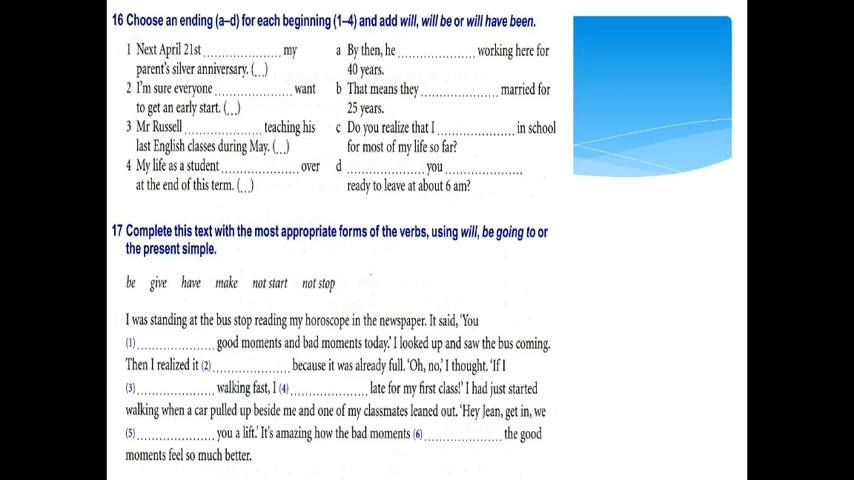 16 Choose an ending (a–d) for each beginning (1–4) and add will, will be or will have been.
1 Next April 21st .................... my
parent's silver anniversary. (...)
2 I'm sure everyone .................... want
to get an early start. (...)
3 Mr Russell .................... teaching his
last English classes during May. (...)
4 My life as a student .................... over
at the end of this term. (...)
a By then, he .................... working here for
40 years.
b That means they .................... married for
25 years.
c Do you realize that I .................... in school
for most of my life so far?
d .................... you ....................
ready to leave at about 6 am?
17 Complete this text with the most appropriate forms of the verbs, using will, be going to or
the present simple.
be give have make not start not stop
I was standing at the bus stop reading my horoscope in the newspaper. It said, 'You
(1) .................... good moments and bad moments today.' I looked up and saw the bus coming.
Then I realized it (2) .................... because it was already full. 'Oh, no,' I thought. 'If I
(3) .................... walking fast, I (4) .................... late for my first class!' I had just started
walking when a car pulled up beside me and one of my classmates leaned out. 'Hey Jean, get in, we
(5) .................... you a lift.' It's amazing how the bad moments (6) .................... the good
moments feel so much better.